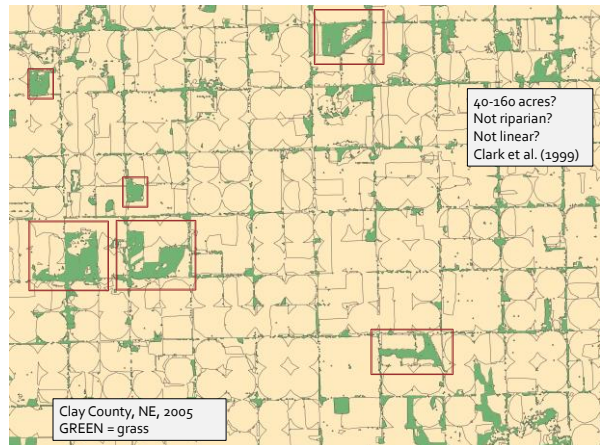 40-160 acres?
Not riparian?
Not linear?
Clark et al. (1999)
Clay County, NE, 2005
GREEN = grass